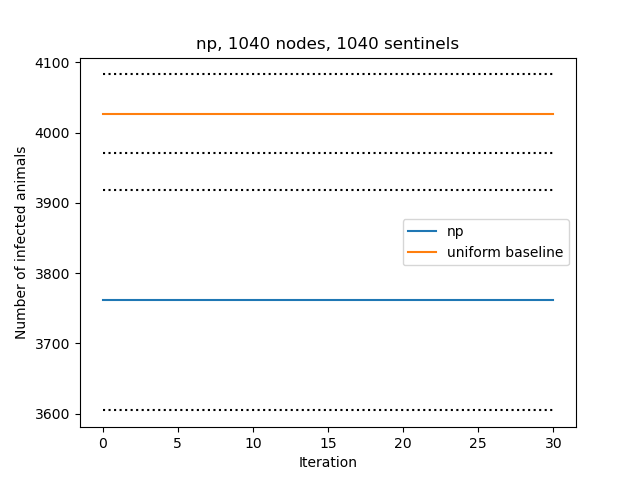 np, 1040 nodes, 1040 sentinels
4100
4000
3900
3800
3700
3600
Number of infected animals
np
uniform baseline
0 5 10 15 20 25 30
Iteration